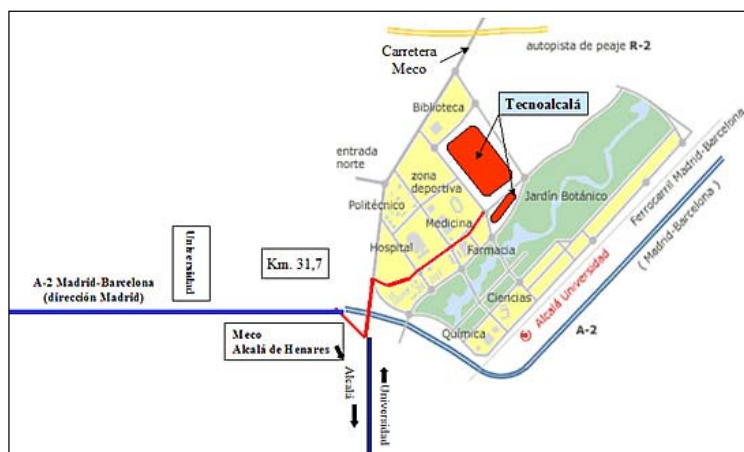 Carretera
Meco
autopista de peaje R-2
Biblioteca
Tecnoalcalá
entrada
norte
zona
deportiva
Politécnico
Jardín Botánico
Medicina
Hospital
Farmacia
Ferrocarril Madrid-Barcelona
( Madrid-Barcelona )
Universidad
Km. 31,7
A-2 Madrid-Barcelona
(dirección Madrid)
Ciencias
Alcalá Universidad
Química
A-2
Meco
Alcalá de Henares
Alcalá
Universidad